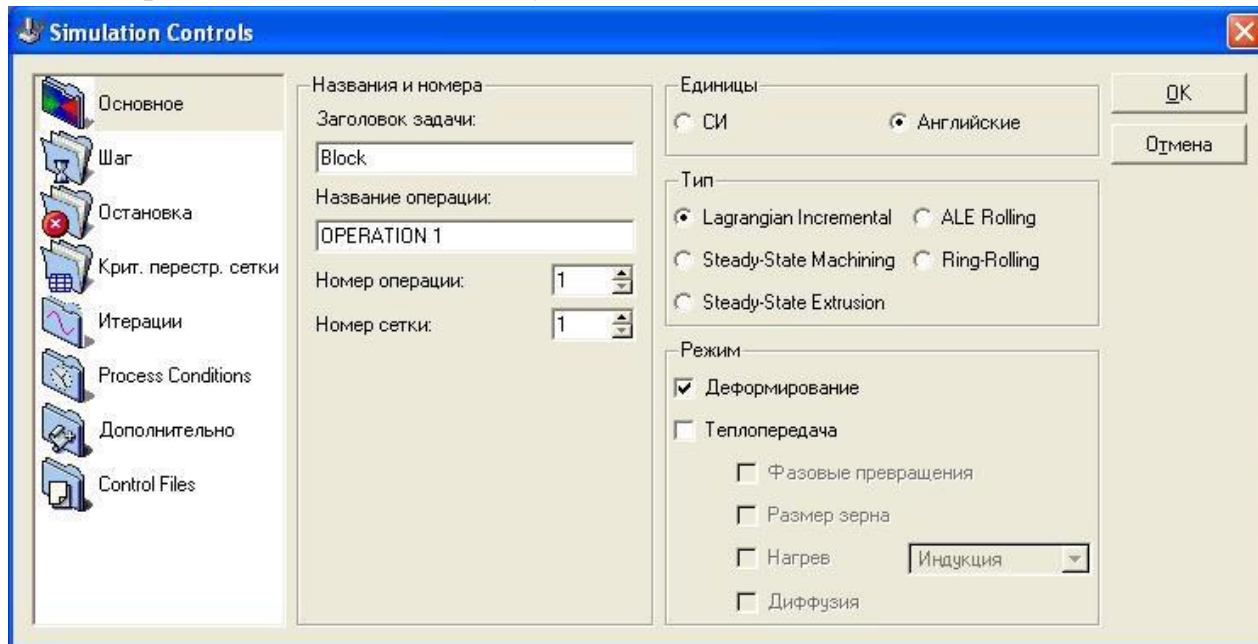 Simulation Controls
Основное
Шаг
Остановка
Крит. перестр. сетки
Итерации
Process Conditions
Дополнительно
Control Files
Названия и номера
Заголовок задачи:
Block
Название операции:
OPERATION 1
Номер операции: 1
Номер сетки: 1
Единицы
СИ Английские
Тип
Lagrangian Incremental ALE Rolling
Steady-State Machining Ring-Rolling
Steady-State Extrusion
Режим
Деформирование
Теплопередача
Фазовые превращения
Размер зерна
Нагрев Индукция
Диффузия
OK
Отмена